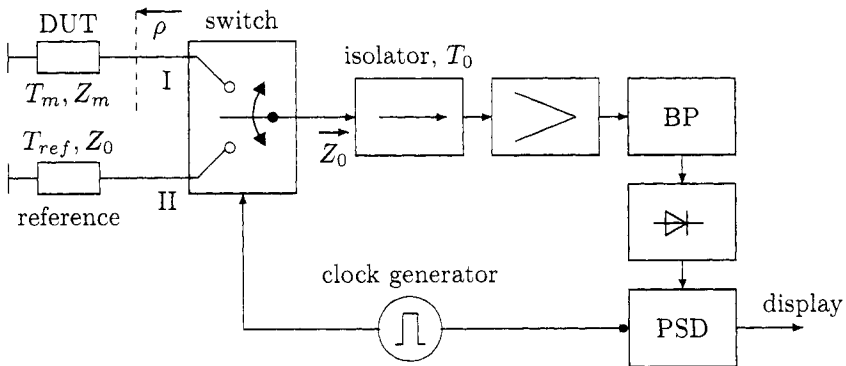 DUT
ρ
switch
I
T_m, Z_m
isolator, T_0
BP
T_ref, Z_0
Z_0
II
reference
clock generator
PSD
display